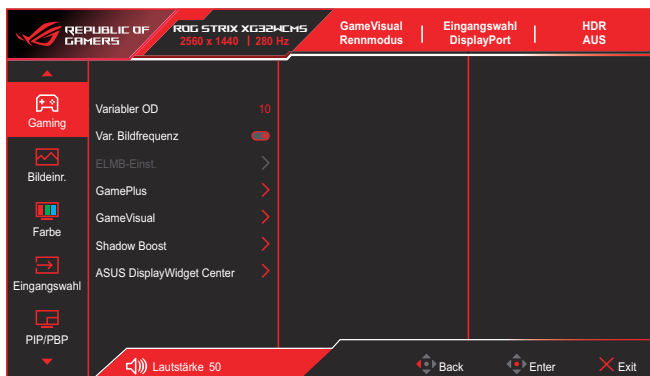 REPUBLIC OF
GAMERS
ROG STRIX XG32WCMS
2560 x 1440 | 280 Hz
GameVisual
Rennmodus
Eingangswahl
DisplayPort
HDR
AUS
Gaming
Bildeinr.
Farbe
Eingangswahl
PIP/PBP
Variabler OD 10
Var. Bildfrequenz
ELMB-Einst.
GamePlus
GameVisual
Shadow Boost
ASUS DisplayWidget Center
Lautstärke 50
Back
Enter
Exit